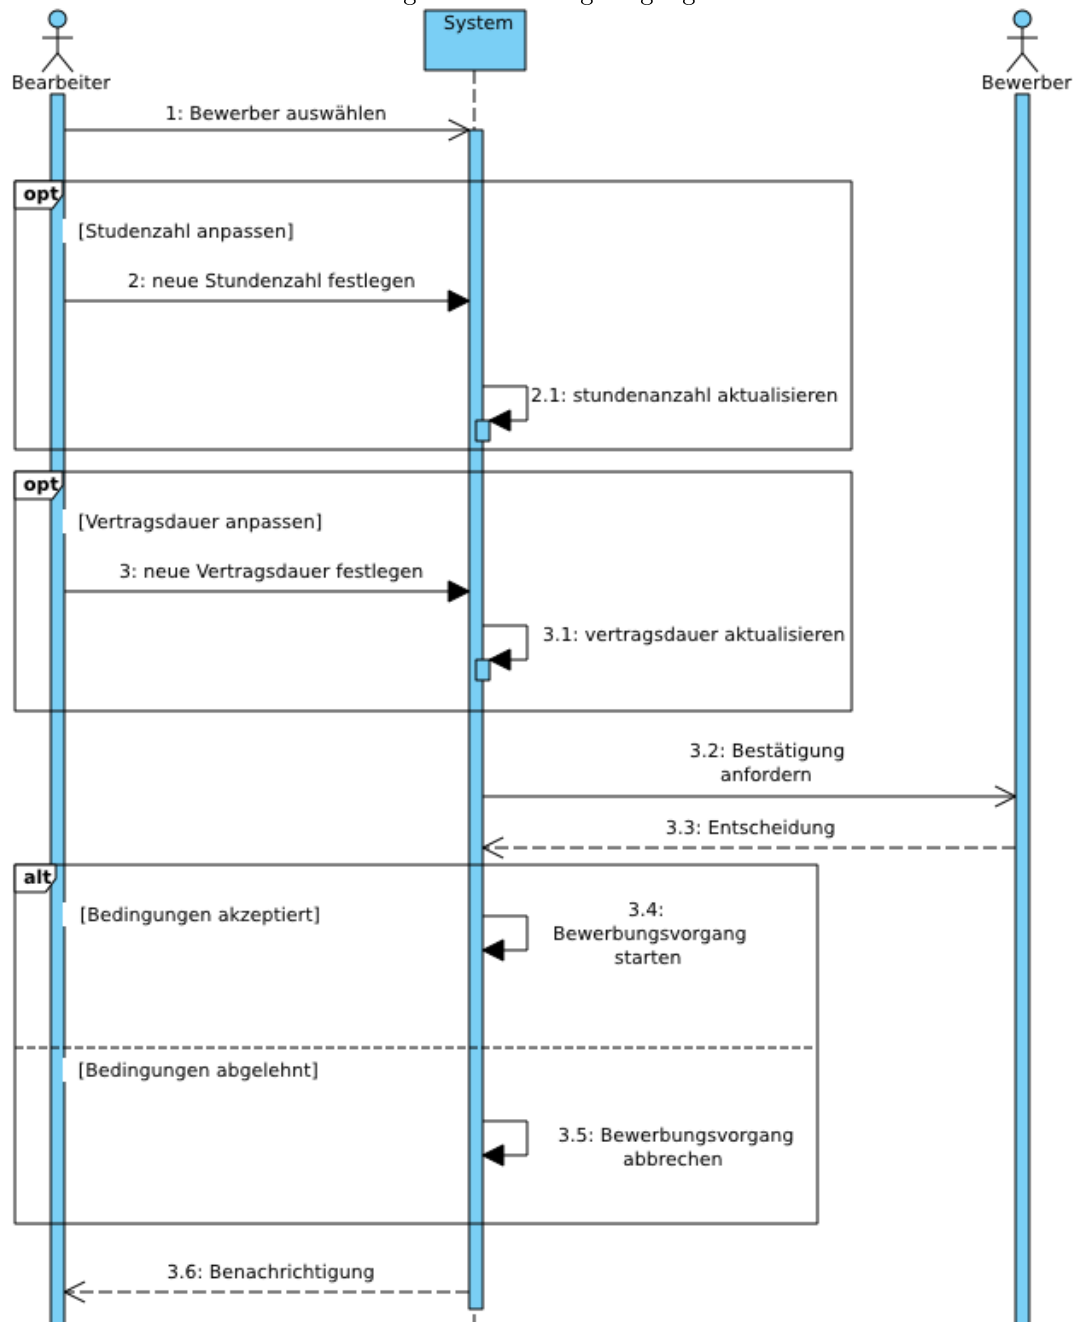 System
Bearbeiter
Bewerber
1: Bewerber auswählen
opt
[Studenzahl anpassen]
2: neue Stundenzahl festlegen
2.1: stundenanzahl aktualisieren
opt
[Vertragsdauer anpassen]
3: neue Vertragsdauer festlegen
3.1: vertragsdauer aktualisieren
3.2: Bestätigung
anfordern
3.3: Entscheidung
alt
[Bedingungen akzeptiert]
3.4:
Bewerbungsvorgang
starten
[Bedingungen abgelehnt]
3.5: Bewerbungsvorgang
abbrechen
3.6: Benachrichtigung